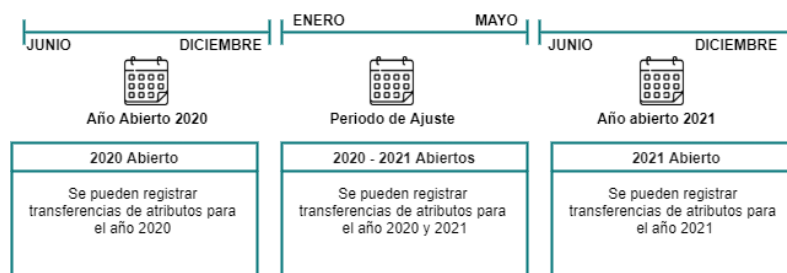 ENERO MAYO
JUNIO DICIEMBRE JUNIO DICIEMBRE
Año Abierto 2020
Periodo de Ajuste
Año abierto 2021
2020 Abierto
Se pueden registrar
transferencias de atributos para
el año 2020
2020 - 2021 Abiertos
Se pueden registrar
transferencias de atributos para
el año 2020 y 2021
2021 Abierto
Se pueden registrar
transferencias de atributos para
el año 2021